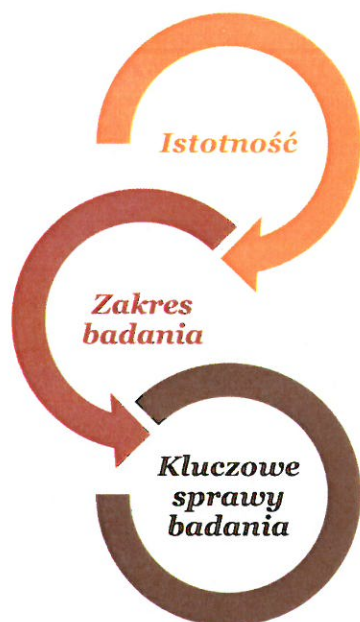 Istotność
Zakres
badania
Kluczowe
sprawy
badania